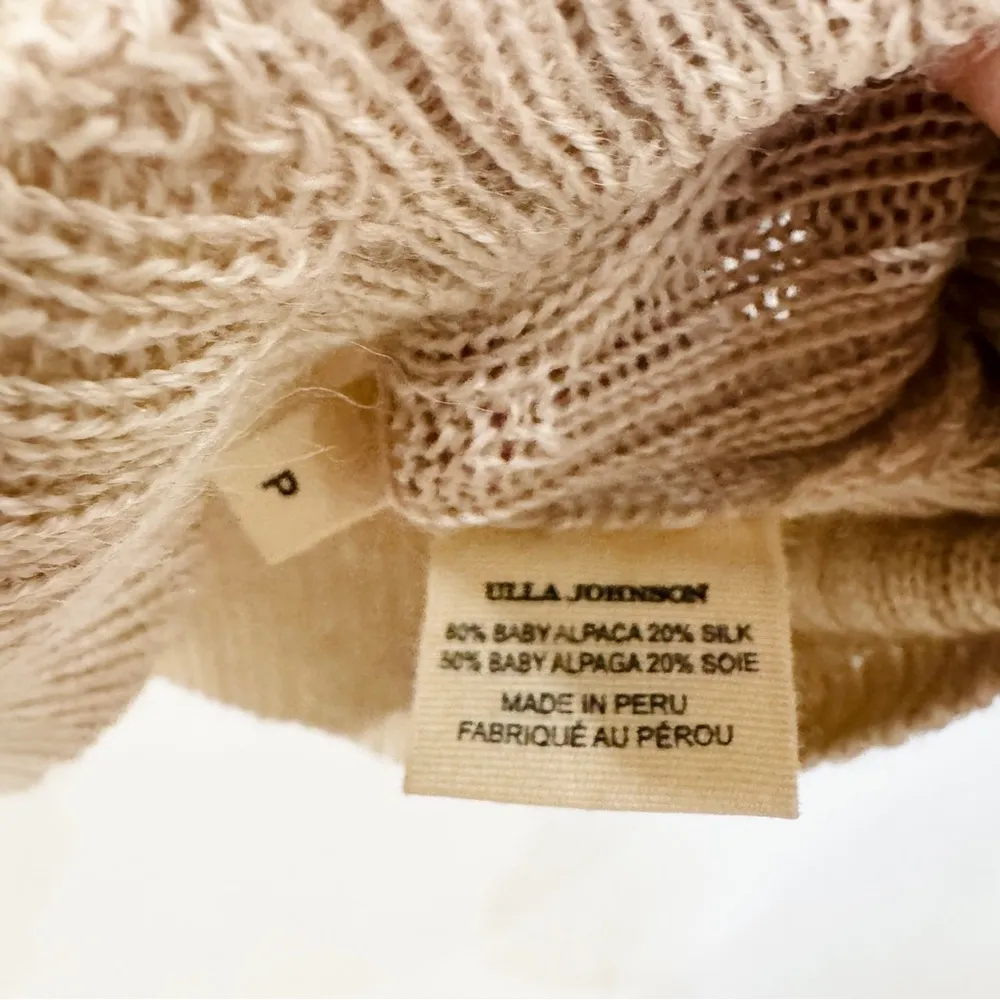 P
ULLA JOHNSON
80% BABY ALPACA 20% SILK
80% BABY ALPAGA 20% SOIE
MADE IN PERU
FABRIQUÉ AU PÉROU